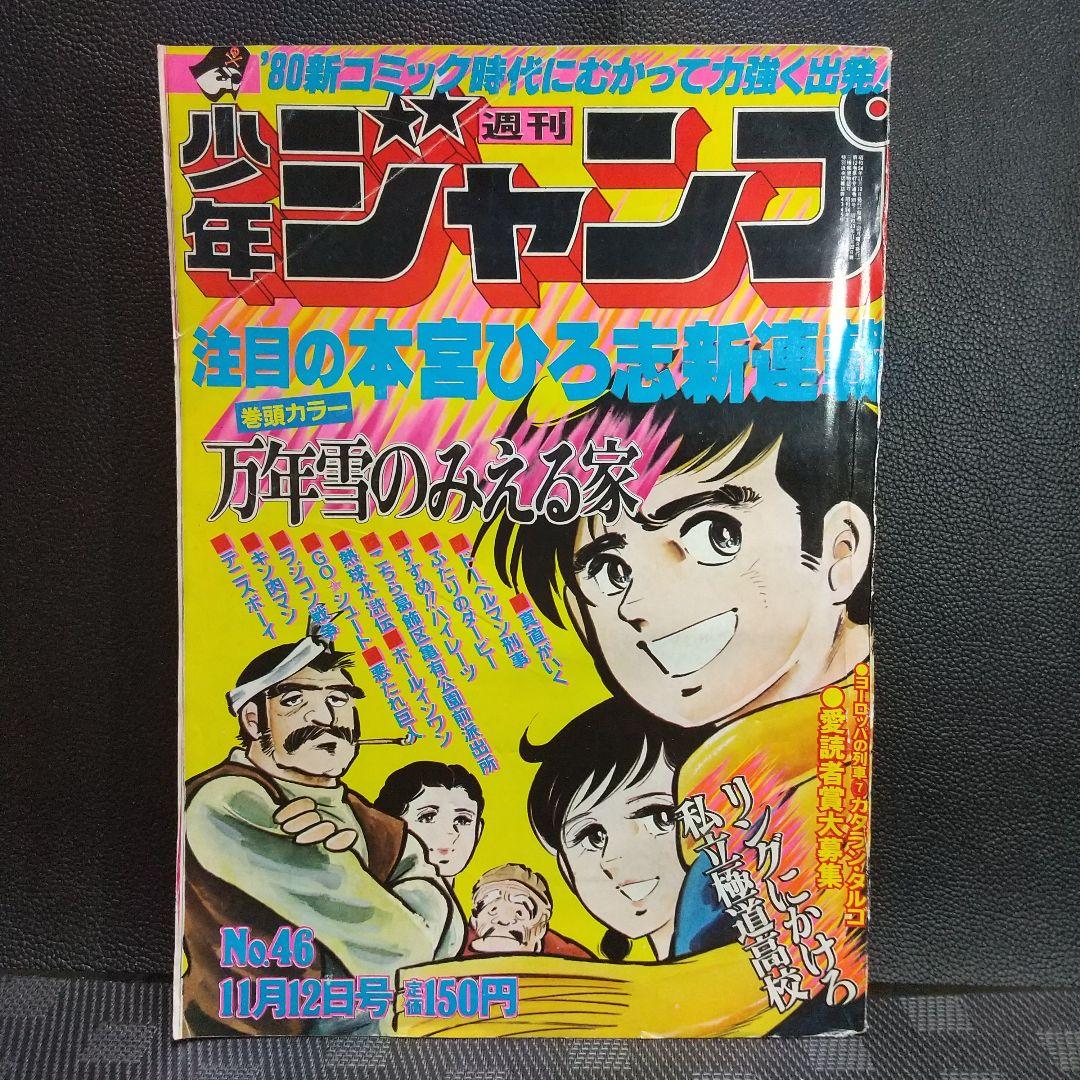 '80新コミック時代にむかって力強く出発!
週刊
少年
ジャンプ
注目の本宮ひろ志新連載
巻頭カラー
万年雪のみえる家
■真直がいく
■ドーベルマン刑事
■ふたりのダービー
■すすめ!!パイレーツ
■こちら葛飾区亀有公園前派出所
■熱球水滸伝
■ホールインワン
■GO☆シュート
■悪たれ巨人
■ラジコン戦争
■キン肉マン
■テニスボーイ
●ヨーロッパの列車⑦カタラン・タルゴ
●愛読者賞大募集
リングにかけろ
私立極道高校
No.46
11月12日号
定価150円